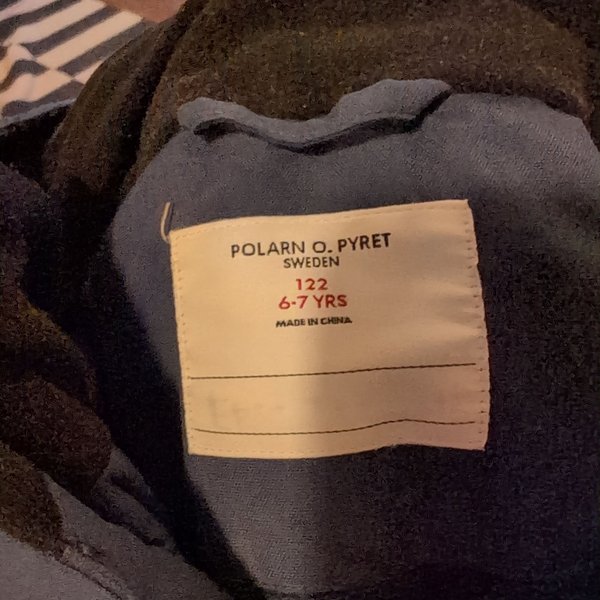 POLARN O. PYRET
SWEDEN
122
6-7 YRS
MADE IN CHINA